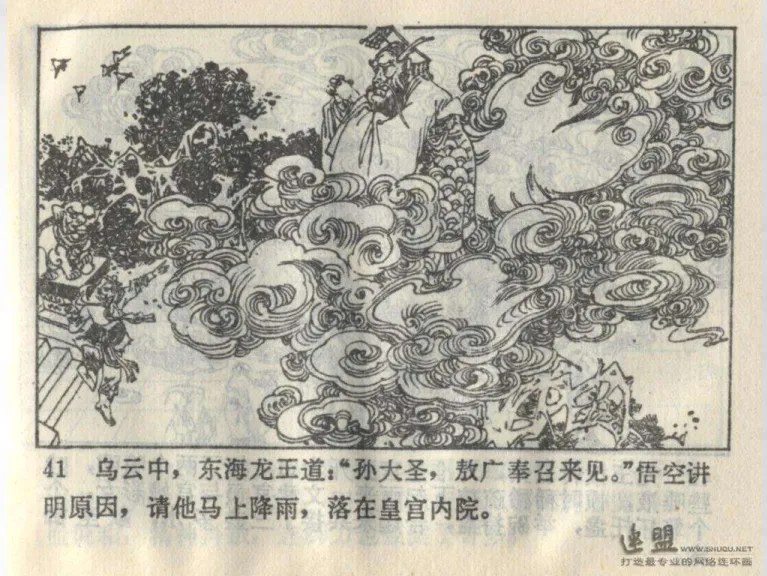 41 乌云中，东海龙王道：“孙大圣，敖广奉召来见。”悟空讲
明原因，请他马上降雨，落在皇宫内院。
连盟 WWW.SHUQU.NET
打造最专业的网络连环画